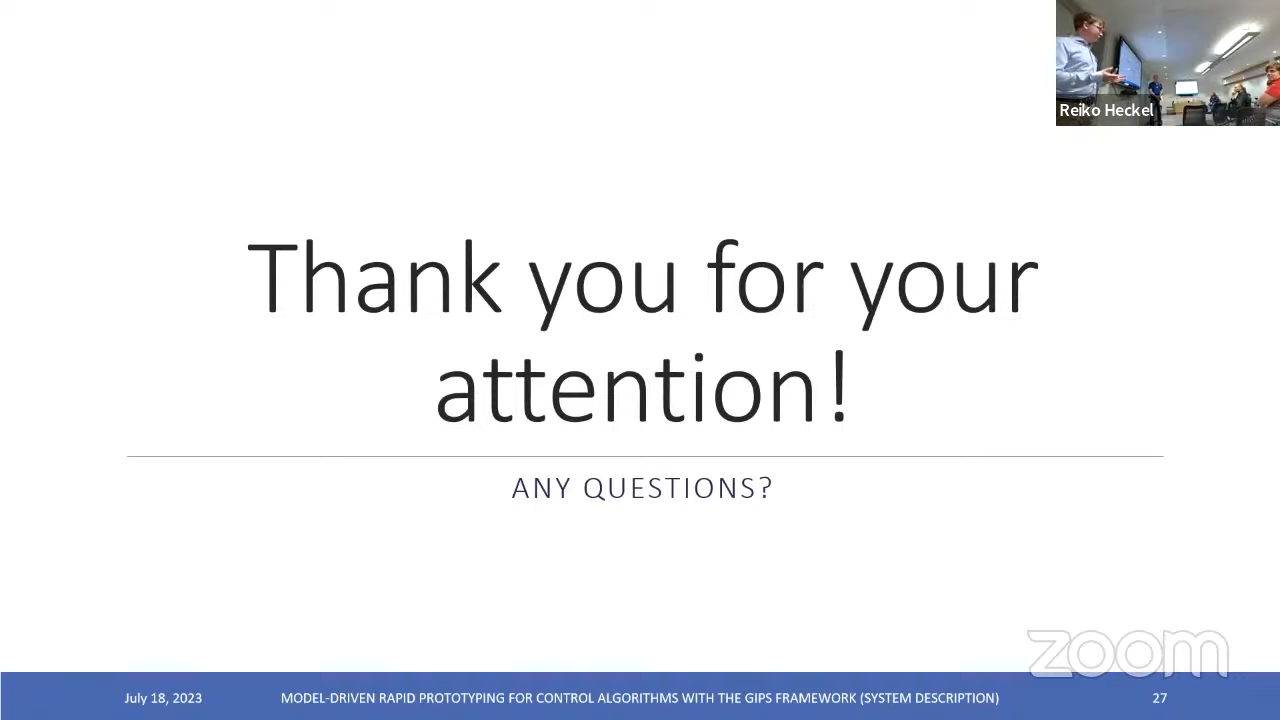 Reiko Heckel
Thank you for your
attention!
ANY QUESTIONS?
zoom
July 18, 2023
MODEL-DRIVEN RAPID PROTOTYPING FOR CONTROL ALGORITHMS WITH THE GIPS FRAMEWORK (SYSTEM DESCRIPTION)
27